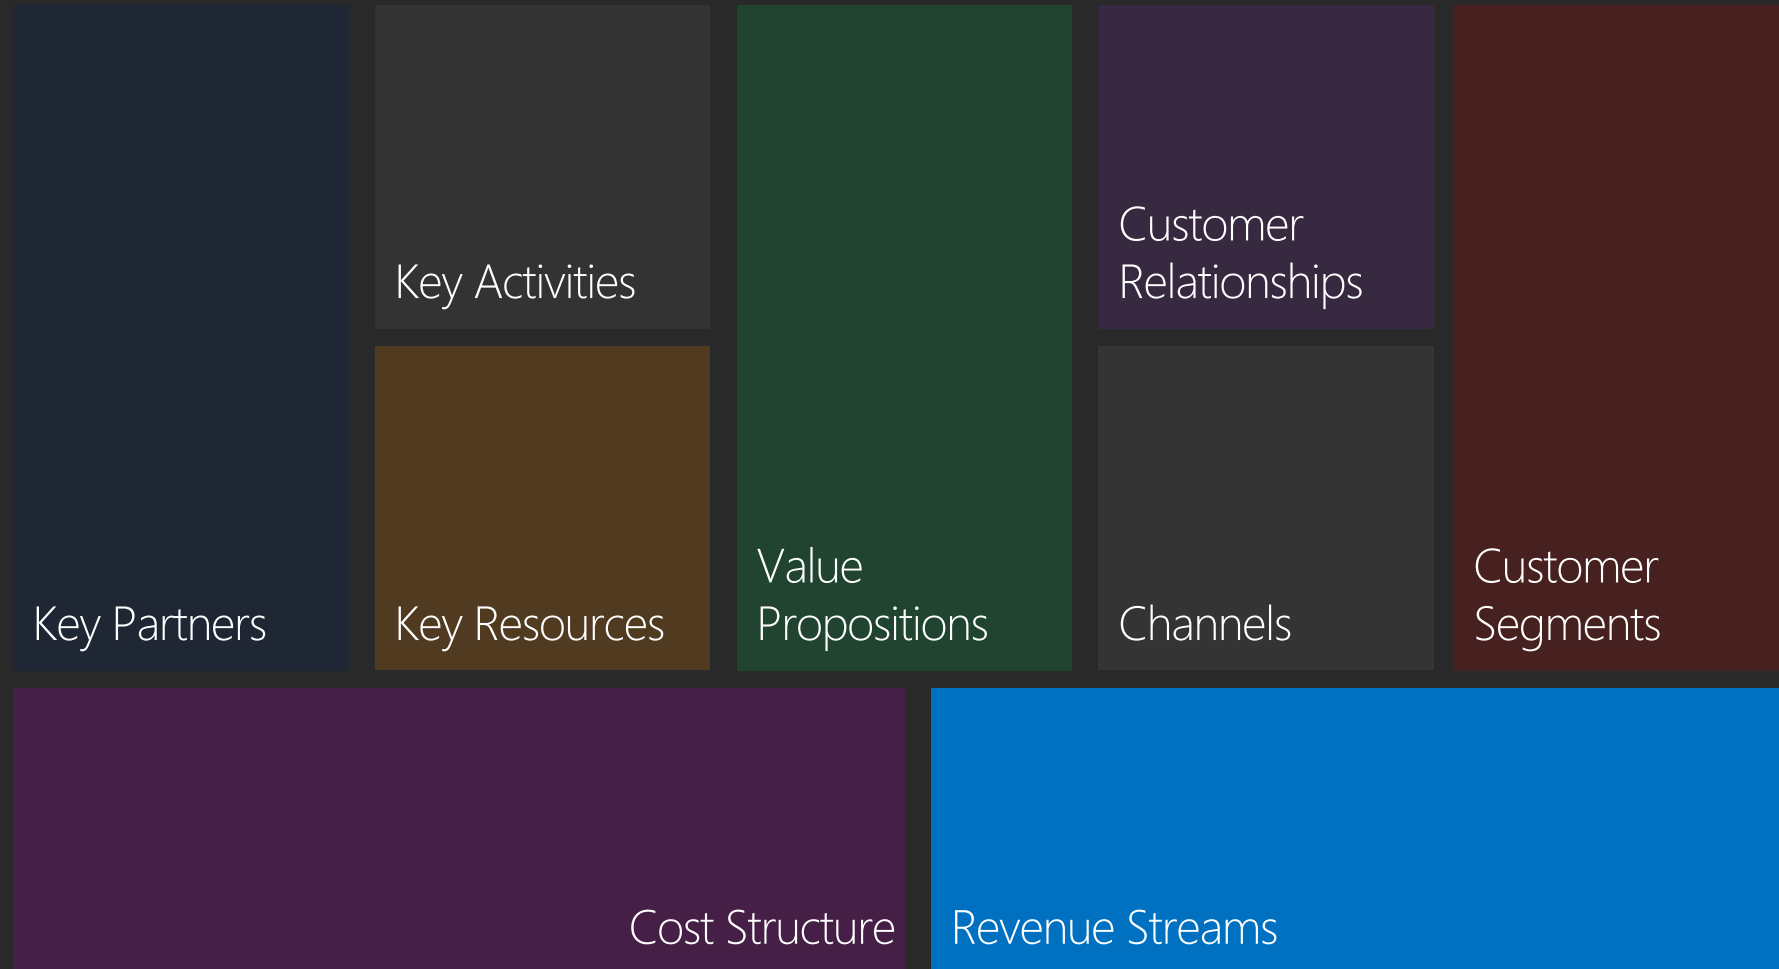 Key Partners
Key Activities
Key Resources
Value
Propositions
Customer
Relationships
Channels
Customer
Segments
Cost Structure
Revenue Streams